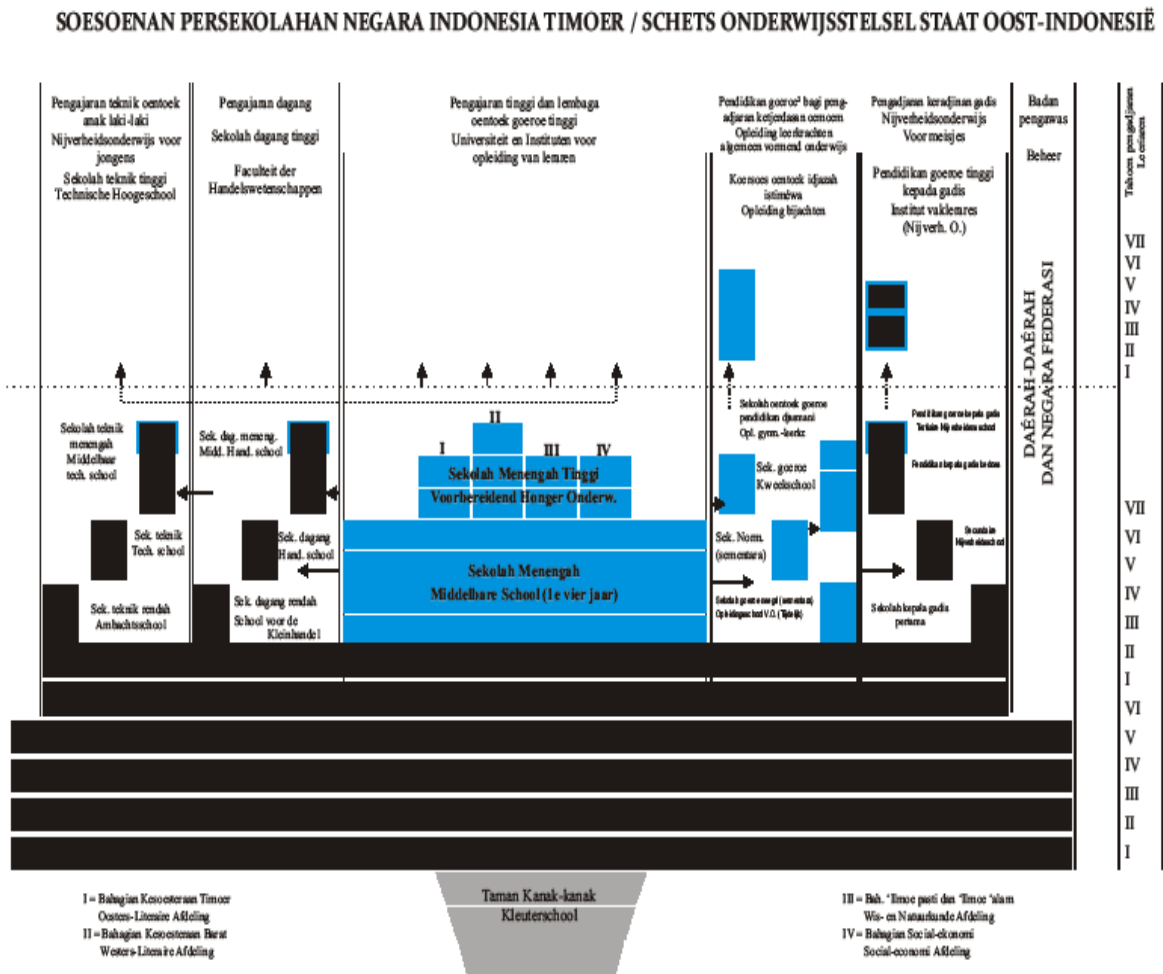 SOESOENAN PERSEKOLAHAN NEGARA INDONESIA TIMOER / SCHETS ONDERWIJSSTELSEL STAAT OOST-INDONESIË
Pengajaran teknik oentoek
anak laki-laki
Nijverheidsonderwijs voor
jongens
Sekolah teknik tinggi
Technische Hoogeschool
Pengajaran dagang
Sekolah dagang tinggi
Faculteit der
Handelswetenschappen
Pengajaran tinggi dan lembaga
oentoek goeroe tinggi
Universiteit en Instituten voor
opleiding van leraren
Pendidikan goeroe² bagi peng-
adjaran ketjerdasan oemoem
Opleiding leerkrachten
algemeen vormend onderwijs
Koersoes oentoek idjazah
istiméwa
Opleiding bijachten
Pengadjaran keradjinan gadis
Nijverheidsonderwijs
Voor meisjes
Pendidikan goeroe tinggi
kepada gadis
Institut vaklerares
(Nijverh. O.)
Badan
pengawas
Beheer
Tahoen pengadjaran
DAÉRAH-DAÉRAH
DAN NEGARA FEDERASI
VII
VI
V
IV
III
II
I
Sekolah teknik
menengah
Middelbaar
tech. school
Sek. dag. meneng.
Midd. Hand. school
II
I
III
IV
Sekolah Menengah Tinggi
Voorbereidend Honger Onderw.
Sekolah oentoek goeroe
pendidikan djasmani
Opl. gymn.-leerkr
Sek. goeroe
Kweekschool
Sek. teknik
Tech. school
Sek. dagang
Hand. school
Sekolah Menengah
Middelbare School (1e vier jaar)
Sek. Norm.
(sementara)
Sek. teknik rendah
Ambachtsschool
Sek. dagang rendah
School voor de
Kleinhandel
Sekolah kepala gadis
pertama
VII
VI
V
IV
III
II
I
VI
V
IV
III
II
I
Taman Kanak-kanak
Kleuterschool
I = Bahagian Kesoesteraan Timoer
Oosters-Literaire Afdeling
II = Bahagian Kesoesteraan Barat
Westers-Literaire Afdeling
III = Bah. 'Ilmoe pasti dan 'Ilmoe 'alam
Wis- en Natuurkunde Afdeling
IV = Bahagian Social-ekonomi
Social-economi Afdeling